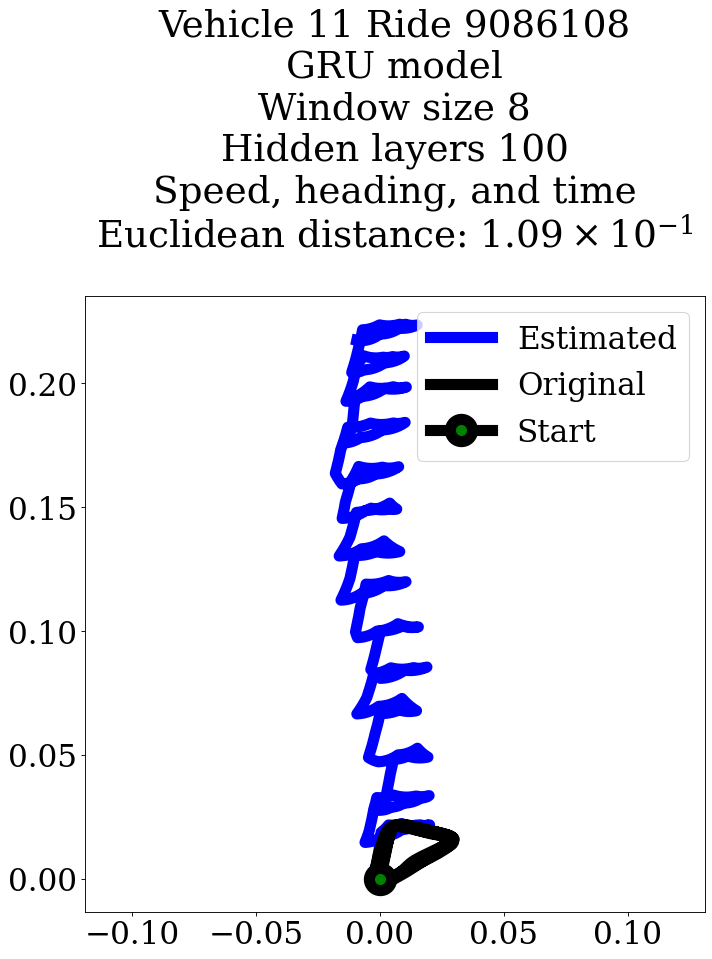 Vehicle 11 Ride 9086108
GRU model
Window size 8
Hidden layers 100
Speed, heading, and time
Euclidean distance: 1.09 × 10⁻¹
Estimated
Original
Start
0.20
0.15
0.10
0.05
0.00
−0.10 −0.05 0.00 0.05 0.10